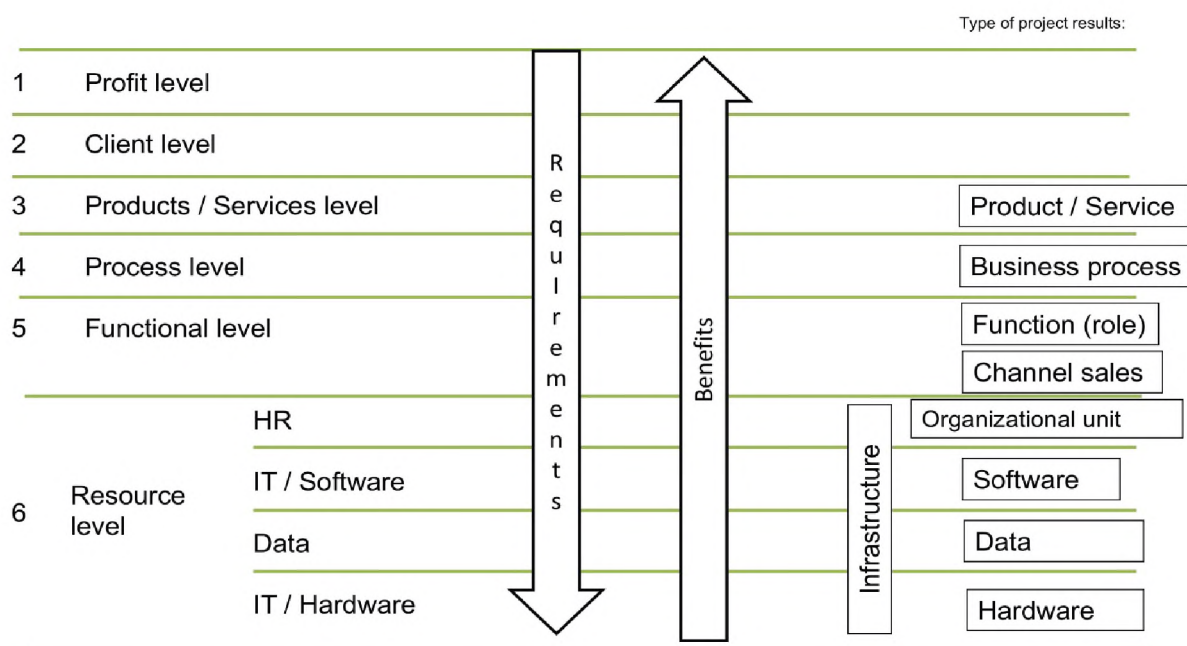 Type of project results:
1 Profit level
2 Client level
3 Products / Services level
Product / Service
4 Process level
Business process
5 Functional level
Function (role)
Channel sales
6 Resource
level
HR
Organizational unit
IT / Software
Software
Data
Data
IT / Hardware
Hardware
Requlrements
Benefits
Infrastructure